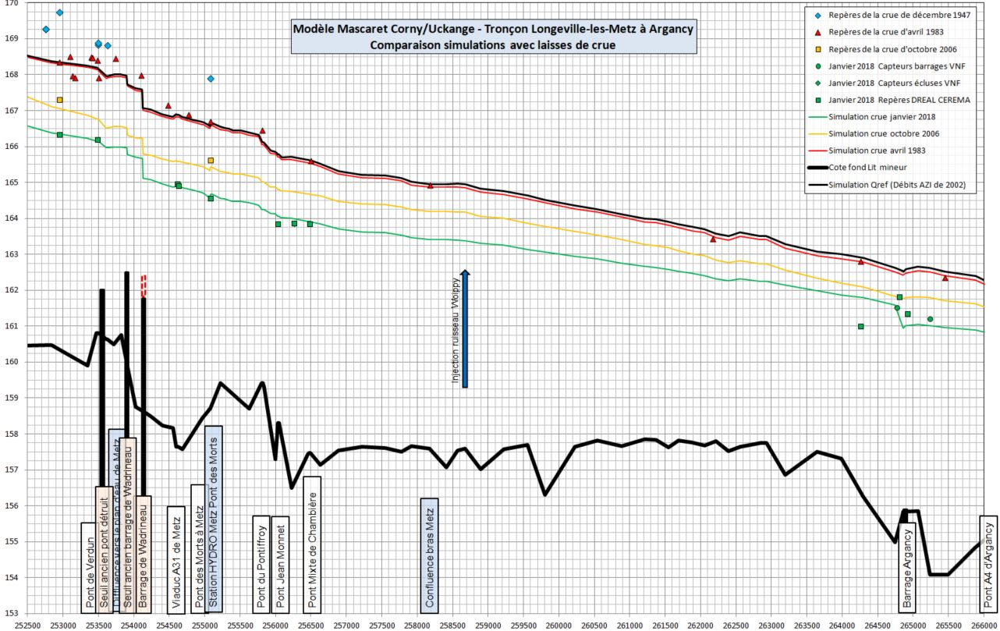 Modèle Mascaret Corny/Uckange - Tronçon Longeville-les-Metz à Argancy
Comparaison simulations avec laisses de crue
Repères de la crue de décembre 1947
Repères de la crue d'avril 1983
Repères de la crue d'octobre 2006
Janvier 2018 Capteurs barrages VNF
Janvier 2018 Capteurs écluses VNF
Janvier 2018 Repères DREAL CEREMA
Simulation crue janvier 2018
Simulation crue octobre 2006
Simulation crue avril 1983
Cote fond Lit mineur
Simulation Qref (Débits AZI de 2002)
170
169
168
167
166
165
164
163
162
161
160
159
158
157
156
155
154
153
Injection ruisseau Woippy
Pont de Verdun
Seuil ancien pont détruit
Diffluence vers le plan d'eau de Metz
Seuil ancien barrage de Wadrineau
Barrage de Wadrineau
Viaduc A31 de Metz
Pont des Morts à Metz
Station HYDRO Metz Pont des Morts
Pont du Pontiffroy
Pont Jean Monnet
Pont Mixte de Chambière
Confluence bras Metz
Barrage Argancy
Pont A4 d'Argancy
252500 253000 253500 254000 254500 255000 255500 256000 256500 257000 257500 258000 258500 259000 259500 260000 260500 261000 261500 262000 262500 263000 263500 264000 264500 265000 265500